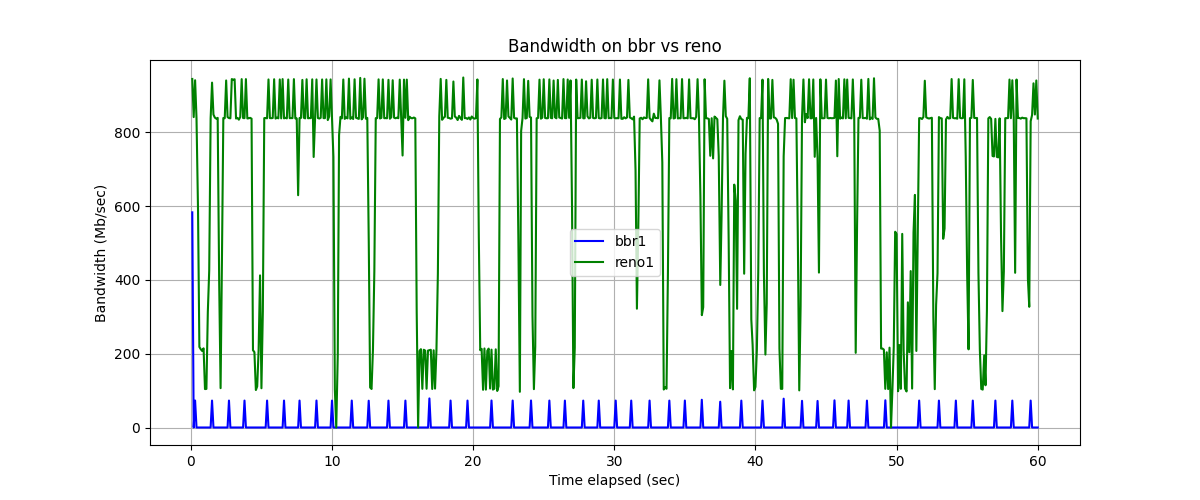 Bandwidth on bbr vs reno
Bandwidth (Mb/sec)
800
600
400
200
0
bbr1
reno1
0 10 20 30 40 50 60
Time elapsed (sec)